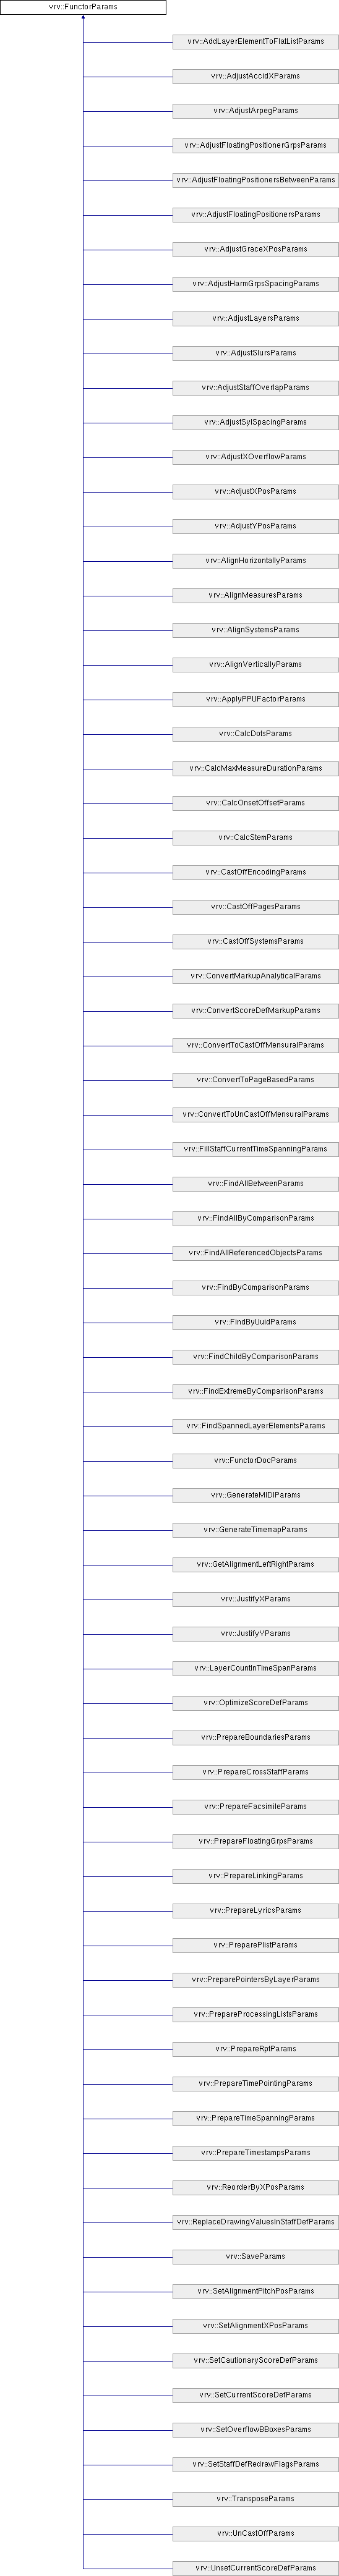 vrv::FunctorParams
vrv::AddLayerElementToFlatListParams
vrv::AdjustAccidXParams
vrv::AdjustArpegParams
vrv::AdjustFloatingPositionerGrpsParams
vrv::AdjustFloatingPositionersBetweenParams
vrv::AdjustFloatingPositionersParams
vrv::AdjustGraceXPosParams
vrv::AdjustHarmGrpsSpacingParams
vrv::AdjustLayersParams
vrv::AdjustSlursParams
vrv::AdjustStaffOverlapParams
vrv::AdjustSylSpacingParams
vrv::AdjustXOverflowParams
vrv::AdjustXPosParams
vrv::AdjustYPosParams
vrv::AlignHorizontallyParams
vrv::AlignMeasuresParams
vrv::AlignSystemsParams
vrv::AlignVerticallyParams
vrv::ApplyPPUFactorParams
vrv::CalcDotsParams
vrv::CalcMaxMeasureDurationParams
vrv::CalcOnsetOffsetParams
vrv::CalcStemParams
vrv::CastOffEncodingParams
vrv::CastOffPagesParams
vrv::CastOffSystemsParams
vrv::ConvertMarkupAnalyticalParams
vrv::ConvertScoreDefMarkupParams
vrv::ConvertToCastOffMensuralParams
vrv::ConvertToPageBasedParams
vrv::ConvertToUnCastOffMensuralParams
vrv::FillStaffCurrentTimeSpanningParams
vrv::FindAllBetweenParams
vrv::FindAllByComparisonParams
vrv::FindAllReferencedObjectsParams
vrv::FindByComparisonParams
vrv::FindByUuidParams
vrv::FindChildByComparisonParams
vrv::FindExtremeByComparisonParams
vrv::FindSpannedLayerElementsParams
vrv::FunctorDocParams
vrv::GenerateMIDIParams
vrv::GenerateTimemapParams
vrv::GetAlignmentLeftRightParams
vrv::JustifyXParams
vrv::JustifyYParams
vrv::LayerCountInTimeSpanParams
vrv::OptimizeScoreDefParams
vrv::PrepareBoundariesParams
vrv::PrepareCrossStaffParams
vrv::PrepareFacsimileParams
vrv::PrepareFloatingGrpsParams
vrv::PrepareLinkingParams
vrv::PrepareLyricsParams
vrv::PreparePlistParams
vrv::PreparePointersByLayerParams
vrv::PrepareProcessingListsParams
vrv::PrepareRptParams
vrv::PrepareTimePointingParams
vrv::PrepareTimeSpanningParams
vrv::PrepareTimestampsParams
vrv::ReorderByXPosParams
vrv::ReplaceDrawingValuesInStaffDefParams
vrv::SaveParams
vrv::SetAlignmentPitchPosParams
vrv::SetAlignmentXPosParams
vrv::SetCautionaryScoreDefParams
vrv::SetCurrentScoreDefParams
vrv::SetOverflowBBoxesParams
vrv::SetStaffDefRedrawFlagsParams
vrv::TransposeParams
vrv::UnCastOffParams
vrv::UnsetCurrentScoreDefParams